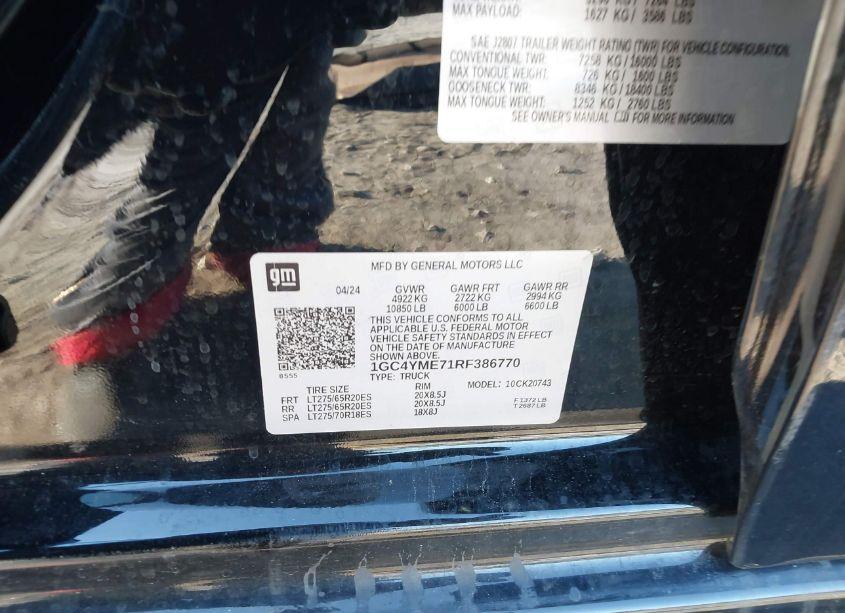 MAX PAYLOAD: 1627 KG / 3586 LBS
SAE J2807 TRAILER WEIGHT RATING (TWR) FOR VEHICLE CONFIGURATION.
CONVENTIONAL TWR: 7258 KG / 16000 LBS
MAX TONGUE WEIGHT: 726 KG / 1600 LBS
GOOSENECK TWR: 8346 KG / 18400 LBS
MAX TONGUE WEIGHT: 1252 KG / 2760 LBS
SEE OWNER'S MANUAL FOR MORE INFORMATION
gm
MFD BY GENERAL MOTORS LLC
04/24 GVWR GAWR FRT GAWR RR
4922 KG 2722 KG 2994 KG
10850 LB 6000 LB 6600 LB
THIS VEHICLE CONFORMS TO ALL
APPLICABLE U.S. FEDERAL MOTOR
VEHICLE SAFETY STANDARDS IN EFFECT
ON THE DATE OF MANUFACTURE
SHOWN ABOVE.
1GC4YME71RF386770
8555
TYPE: TRUCK MODEL: 10CK20743
TIRE SIZE RIM
FRT LT275/65R20ES 20X8.5J F 1372 LB
RR LT275/65R20ES 20X8.5J T 2687 LB
SPA LT275/70R18ES 18X8J